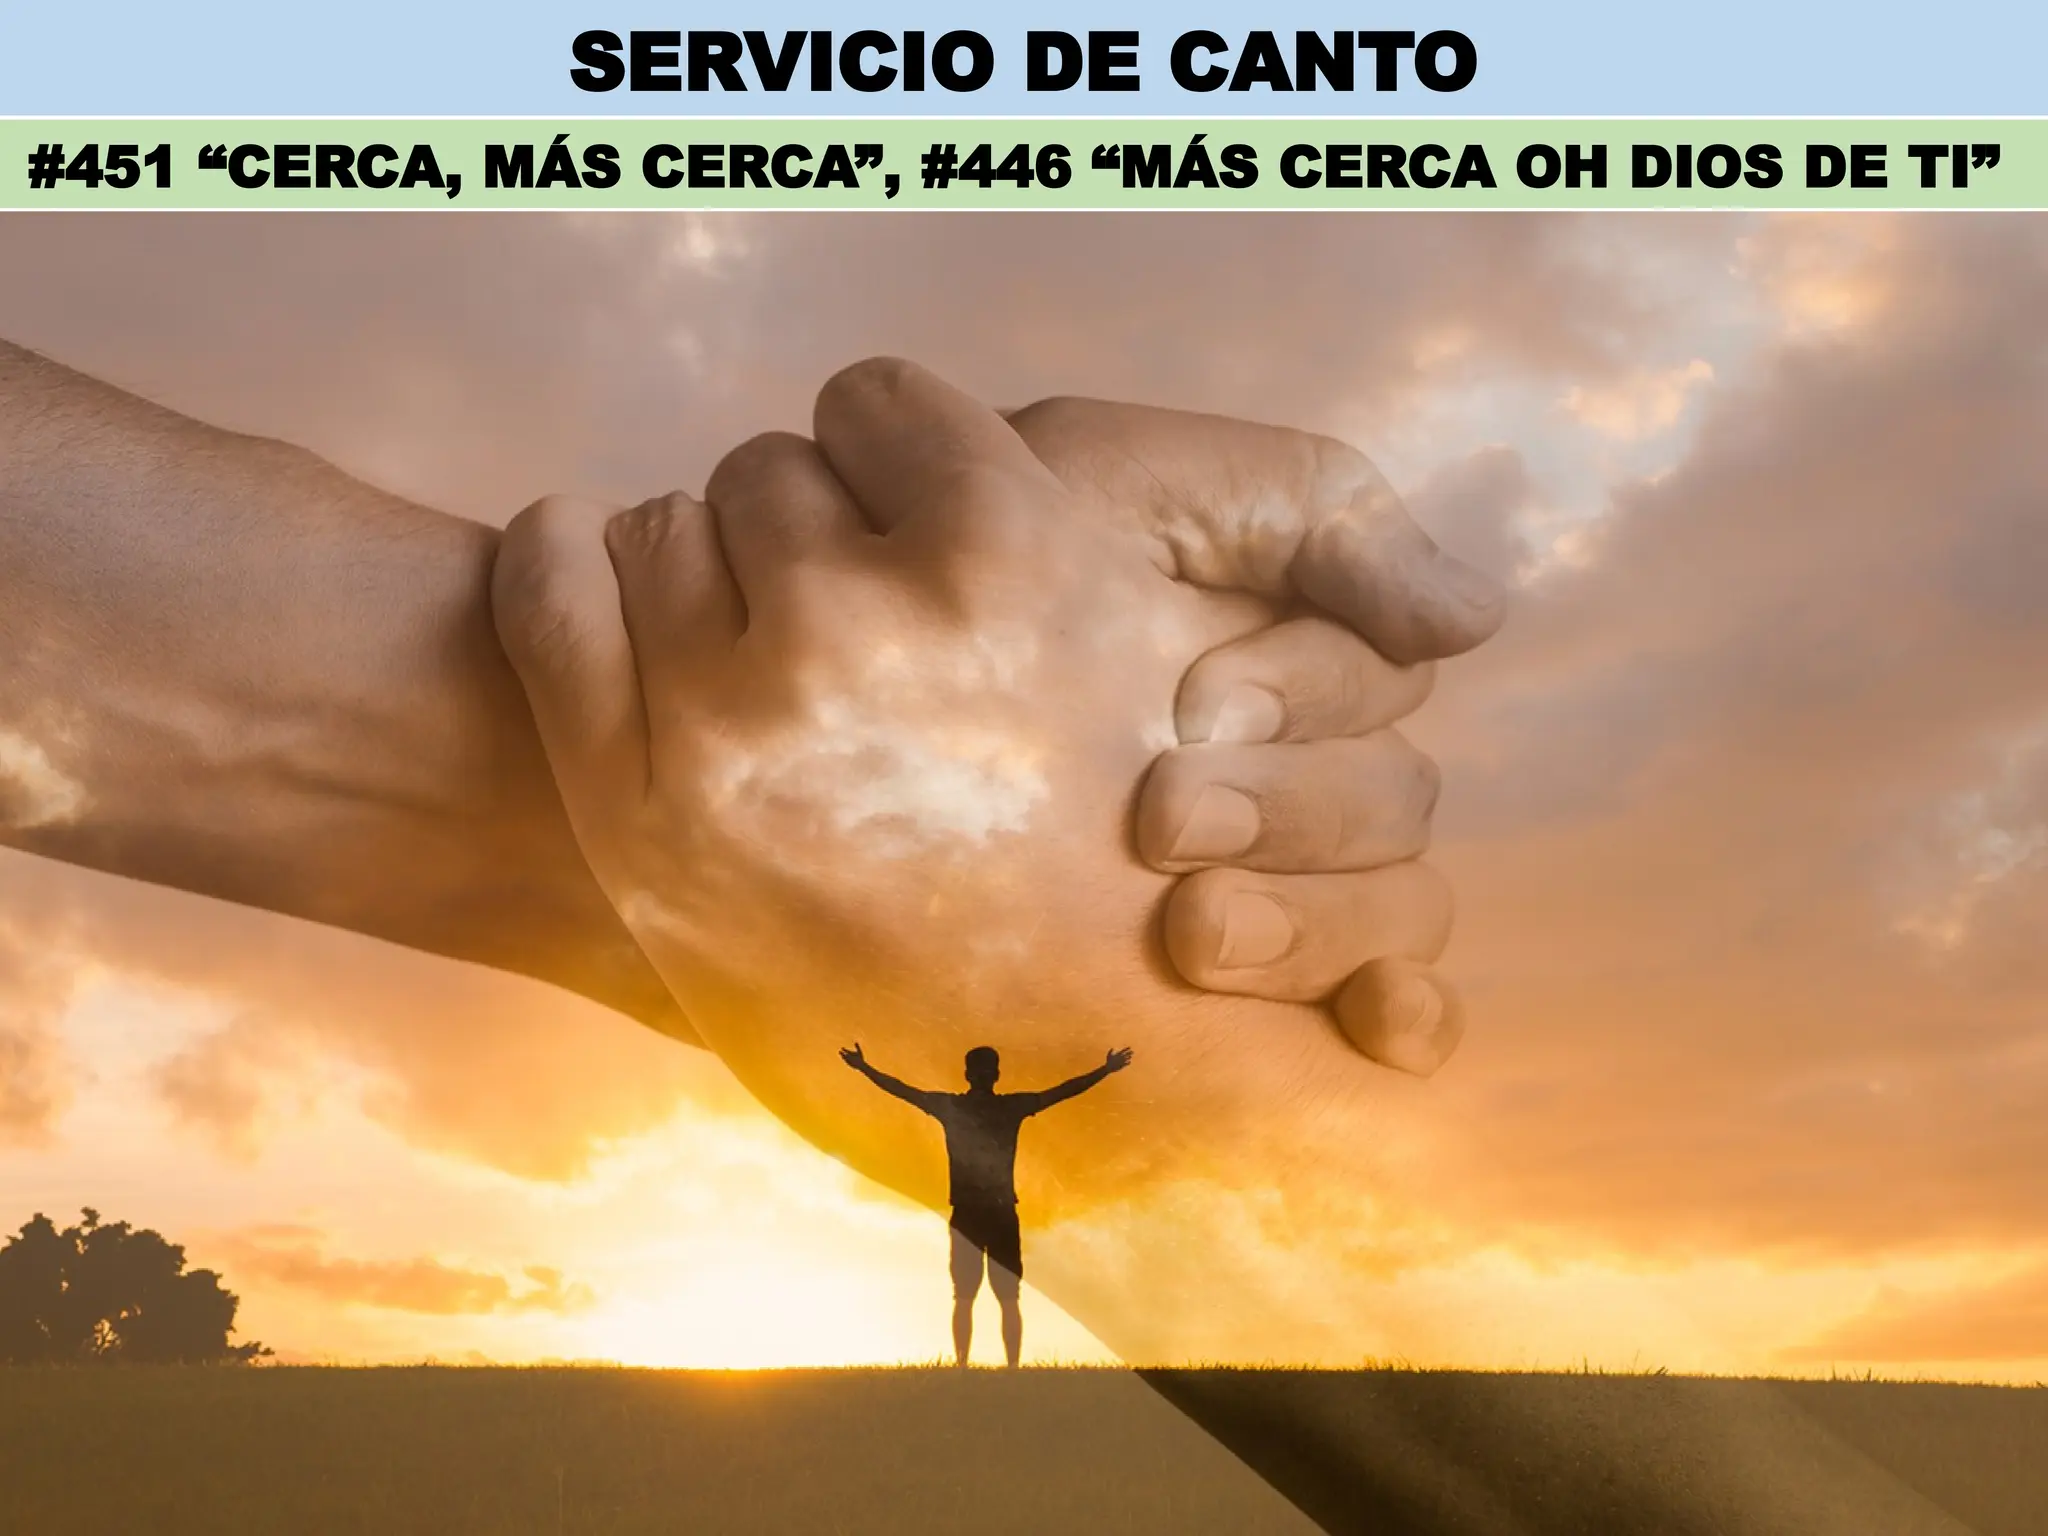 SERVICIO DE CANTO
#451 “CERCA, MÁS CERCA”, #446 “MÁS CERCA OH DIOS DE TI”